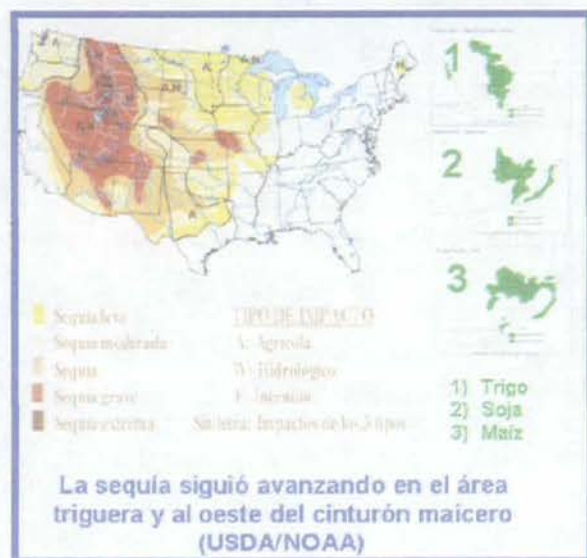 1
2
3
Sequía leve
Sequía moderada
Sequía
Sequía grave
Sequía extrema
TIPO DE IMPACTO
A: Agrícola
W: Hidrológico
Sin letra: Impactos de los 3 tipos
1) Trigo
2) Soja
3) Maíz
La sequía siguió avanzando en el área
triguera y al oeste del cinturón maicero
(USDA/NOAA)